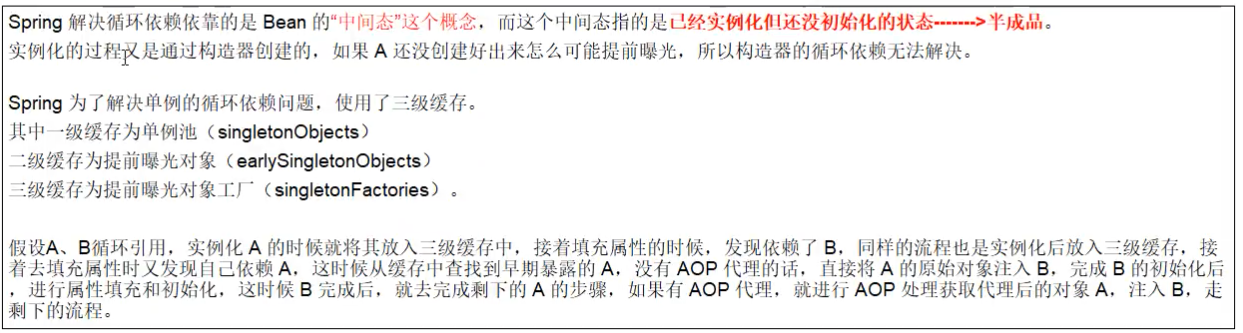 Spring 解决循环依赖依靠的是 Bean 的“中间态”这个概念，而这个中间态指的是已经实例化但还没初始化的状态------->半成品。
实例化的过程又是通过构造器创建的，如果 A 还没创建好出来怎么可能提前曝光，所以构造器的循环依赖无法解决。
Spring 为了解决单例的循环依赖问题，使用了三级缓存。
其中一级缓存为单例池（singletonObjects）
二级缓存为提前曝光对象（earlySingletonObjects）
三级缓存为提前曝光对象工厂（singletonFactories）。
假设A、B循环引用，实例化 A 的时候就将其放入三级缓存中，接着填充属性的时候，发现依赖了 B，同样的流程也是实例化后放入三级缓存，接
着去填充属性时又发现自己依赖 A，这时候从缓存中查找到早期暴露的 A，没有 AOP 代理的话，直接将 A 的原始对象注入 B，完成 B 的初始化后
，进行属性填充和初始化，这时候 B 完成后，就去完成剩下的 A 的步骤，如果有 AOP 代理，就进行 AOP 处理获取代理后的对象 A，注入 B，走
剩下的流程。